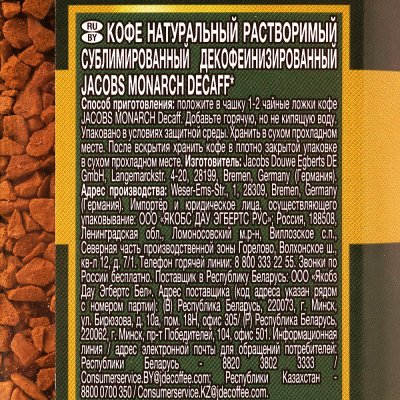 RU
BY
КОФЕ НАТУРАЛЬНЫЙ РАСТВОРИМЫЙ
СУБЛИМИРОВАННЫЙ ДЕКОФЕИНИЗИРОВАННЫЙ
JACOBS MONARCH DECAFF*
Способ приготовления: положите в чашку 1-2 чайные ложки кофе
JACOBS MONARCH Decaff. Добавьте горячую, но не кипящую воду.
Упаковано в условиях защитной среды. Хранить в сухом прохладном
месте. После вскрытия хранить кофе в плотно закрытой упаковке
в сухом прохладном месте. Изготовитель: Jacobs Douwe Egberts DE
GmbH, Langemarckstr. 4-20, 28199, Bremen, Germany (Германия).
Адрес производства: Weser-Ems-Str., 1, 28309, Bremen, Germany
(Германия). Импортёр и юридическое лицо, осуществляющее
упаковывание: ООО «ЯКОБС ДАУ ЭГБЕРТС РУС»; Россия, 188508,
Ленинградская обл., Ломоносовский м.р-н, Виллозское с.п.,
Северная часть производственной зоны Горелово, Волхонское ш.,
кв-л 12, д. 7/1. Телефон горячей линии: 8 800 333 22 55. Звонки по
России бесплатно. Поставщик в Республику Беларусь: ООО «Якобз
Дау Эгбертс Бел». Адрес поставщика (код адреса указан рядом
с номером партии): (В) Республика Беларусь, 220073, г. Минск,
ул. Бирюзова, д. 10а, пом. 18Н, офис 305/ (Р) Республика Беларусь,
220062, г. Минск, пр-т Победителей, 104, офис 501. Информационная
линия / адрес электронной почты для обращений потребителей:
Республика Беларусь - 8820 3802 3333 /
Consumerservice.BY@jdecoffee.com; Республики Казахстан -
8800 0700 350 / Consumerservice.KZ@jdecoffee.com.